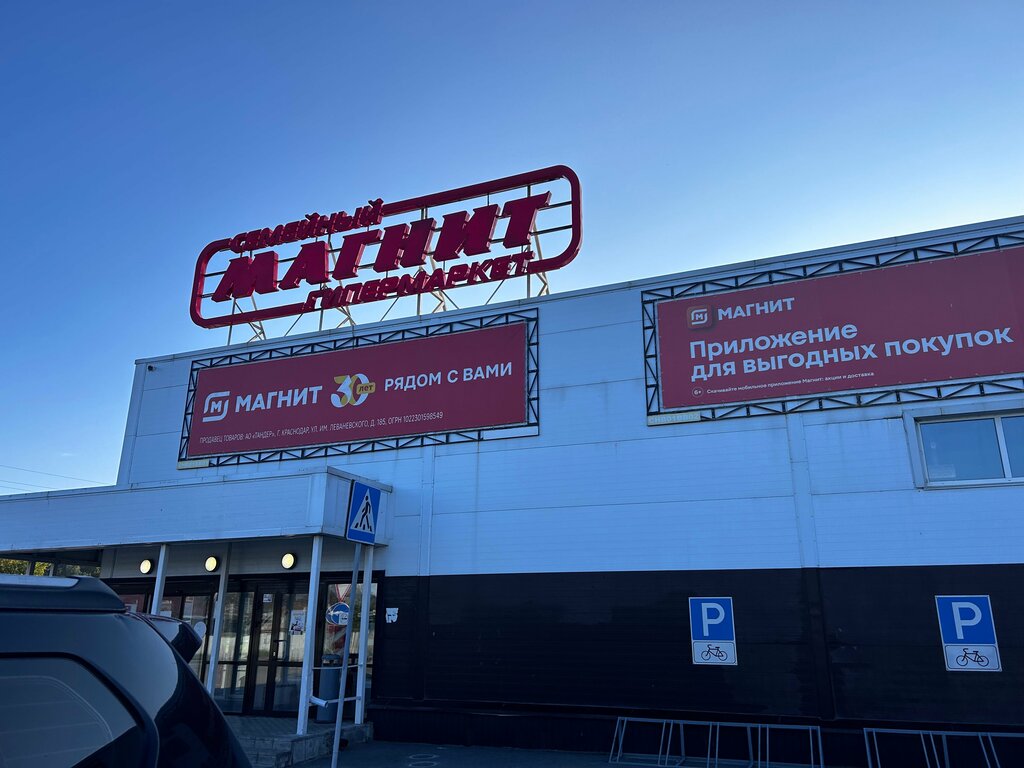 СЕМЕЙНЫЙ
МАГНИТ
ГИПЕРМАРКЕТ
МАГНИТ 30 лет РЯДОМ С ВАМИ
ПРОДАВЕЦ ТОВАРОВ: АО «ТАНДЕР», Г. КРАСНОДАР, УЛ. ИМ. ЛЕВАНЕВСКОГО, Д. 185, ОГРН 1022301598549
МАГНИТ
Приложение
для выгодных покупок
6+ Скачивайте мобильное приложение Магнит: акции и доставка
P
P